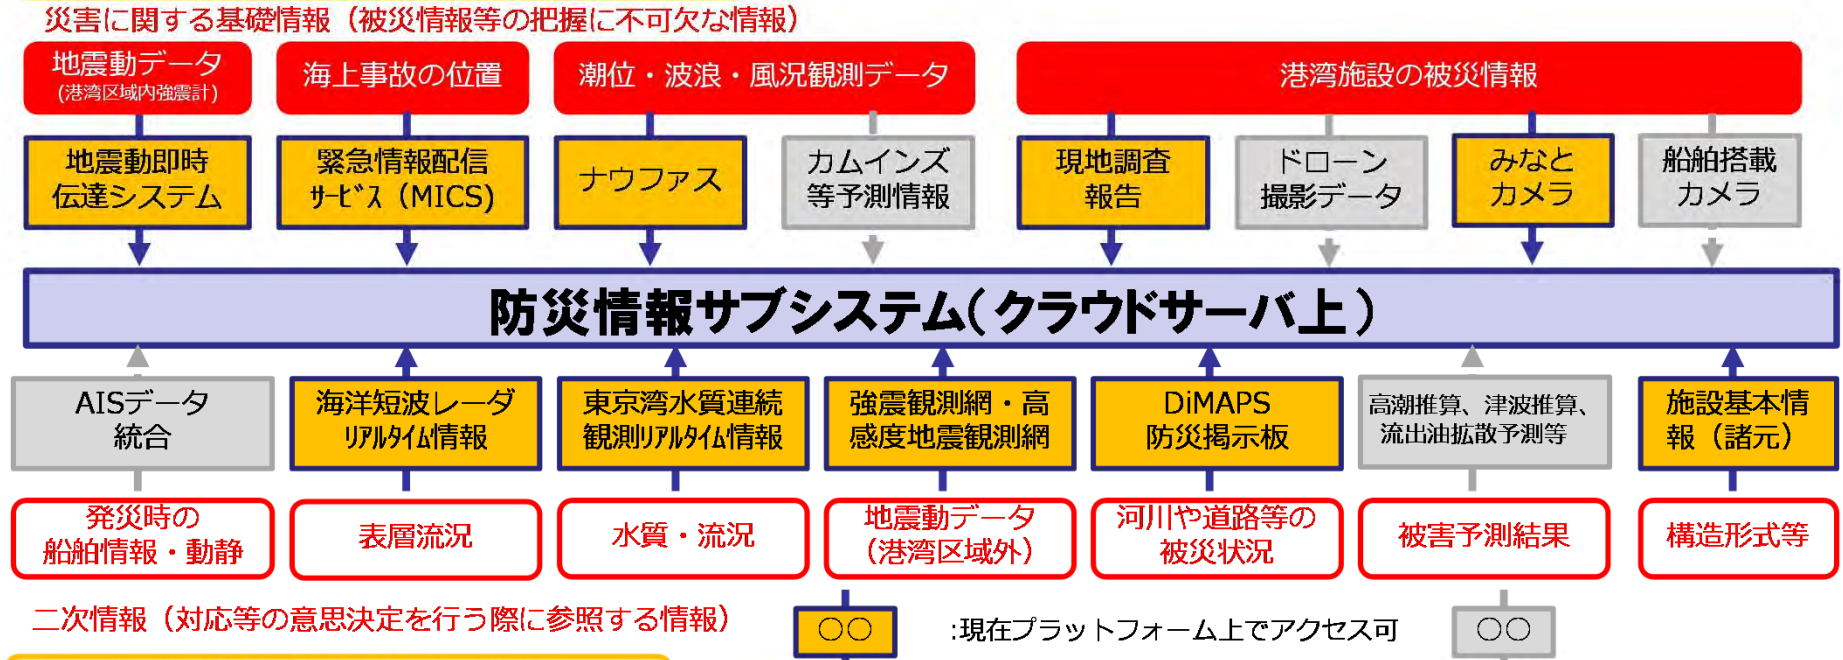 災害に関する基礎情報（被災情報等の把握に不可欠な情報）
地震動データ
(港湾区域内強震計)
海上事故の位置
潮位・波浪・風況観測データ
港湾施設の被災情報
地震動即時
伝達システム
緊急情報配信
ｻｰﾋﾞｽ（MICS）
ナウファス
カムインズ
等予測情報
現地調査
報告
ドローン
撮影データ
みなと
カメラ
船舶搭載
カメラ
防災情報サブシステム（クラウドサーバ上）
AISデータ
統合
海洋短波レーダ
ﾘｱﾙﾀｲﾑ情報
東京湾水質連続
観測ﾘｱﾙﾀｲﾑ情報
強震観測網・高
感度地震観測網
DiMAPS
防災掲示板
高潮推算、津波推算、
流出油拡散予測等
施設基本情
報（諸元）
発災時の
船舶情報・動静
表層流況
水質・流況
地震動データ
（港湾区域外）
河川や道路等の
被災状況
被害予測結果
構造形式等
二次情報（対応等の意思決定を行う際に参照する情報）
〇〇
:現在プラットフォーム上でアクセス可
〇〇